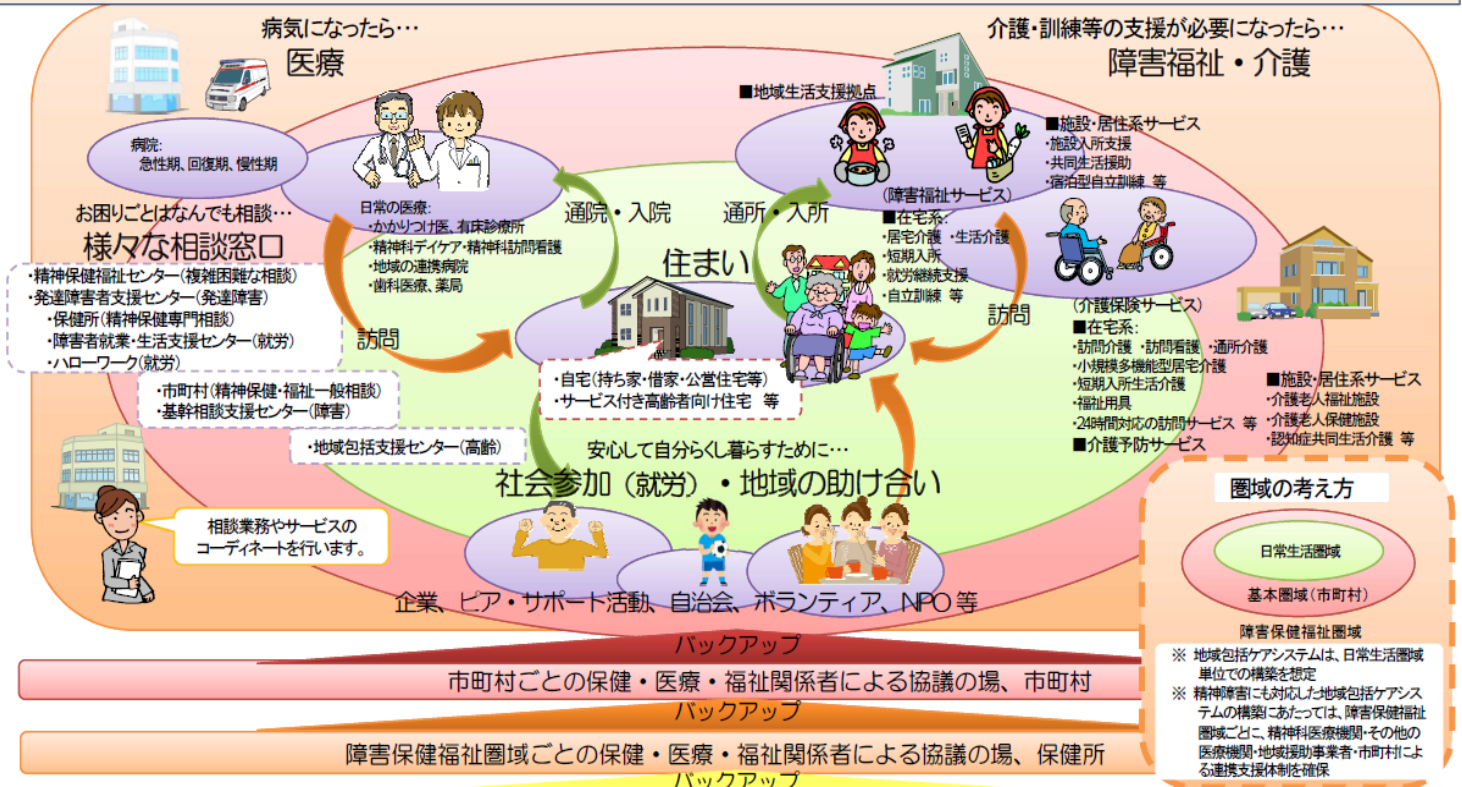 病気になったら…
医療
介護・訓練等の支援が必要になったら…
障害福祉・介護
病院:
急性期、回復期、慢性期
■地域生活支援拠点
■施設・居住系サービス
・施設入所支援
・共同生活援助
・宿泊型自立訓練 等
日常の医療:
・かかりつけ医、有床診療所
・精神科デイケア・精神科訪問看護
・地域の連携病院
・歯科医療、薬局
通院・入院
通所・入所
(障害福祉サービス)
■在宅系:
・居宅介護 ・生活介護
・短期入所
・就労継続支援
・自立訓練 等
お困りごとはなんでも相談…
様々な相談窓口
・精神保健福祉センター(複雑困難な相談)
・発達障害者支援センター(発達障害)
・保健所(精神保健専門相談)
・障害者就業・生活支援センター(就労)
・ハローワーク(就労)
・市町村(精神保健・福祉一般相談)
・基幹相談支援センター(障害)
・地域包括支援センター(高齢)
訪問
住まい
訪問
・自宅(持ち家・借家・公営住宅等)
・サービス付き高齢者向け住宅 等
(介護保険サービス)
■在宅系:
・訪問介護 ・訪問看護 ・通所介護
・小規模多機能型居宅介護
・短期入所生活介護
・福祉用具
・24時間対応の訪問サービス 等
■介護予防サービス
■施設・居住系サービス
・介護老人福祉施設
・介護老人保健施設
・認知症共同生活介護 等
安心して自分らしく暮らすために…
社会参加(就労)・地域の助け合い
相談業務やサービスの
コーディネートを行います。
企業、ピア・サポート活動、自治会、ボランティア、NPO 等
圏域の考え方
日常生活圏域
基本圏域(市町村)
障害保健福祉圏域
※ 地域包括ケアシステムは、日常生活圏域
単位での構築を想定
※ 精神障害にも対応した地域包括ケアシス
テムの構築にあたっては、障害保健福祉
圏域ごとに、精神科医療機関・その他の
医療機関・地域援助事業者・市町村によ
る連携支援体制を確保
バックアップ
市町村ごとの保健・医療・福祉関係者による協議の場、市町村
バックアップ
障害保健福祉圏域ごとの保健・医療・福祉関係者による協議の場、保健所
バックアップ